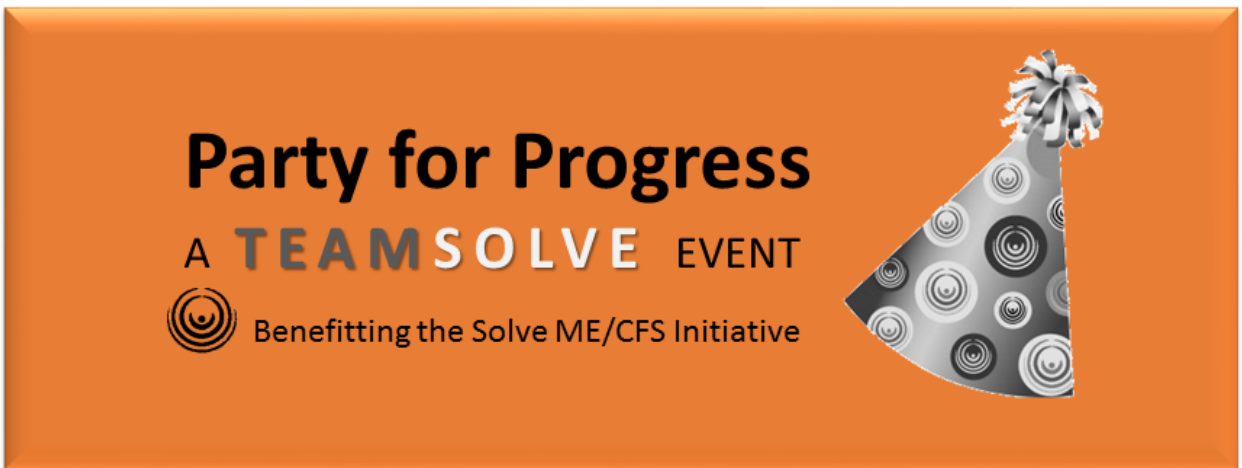 Party for Progress
A TEAMSOLVE EVENT
Benefitting the Solve ME/CFS Initiative